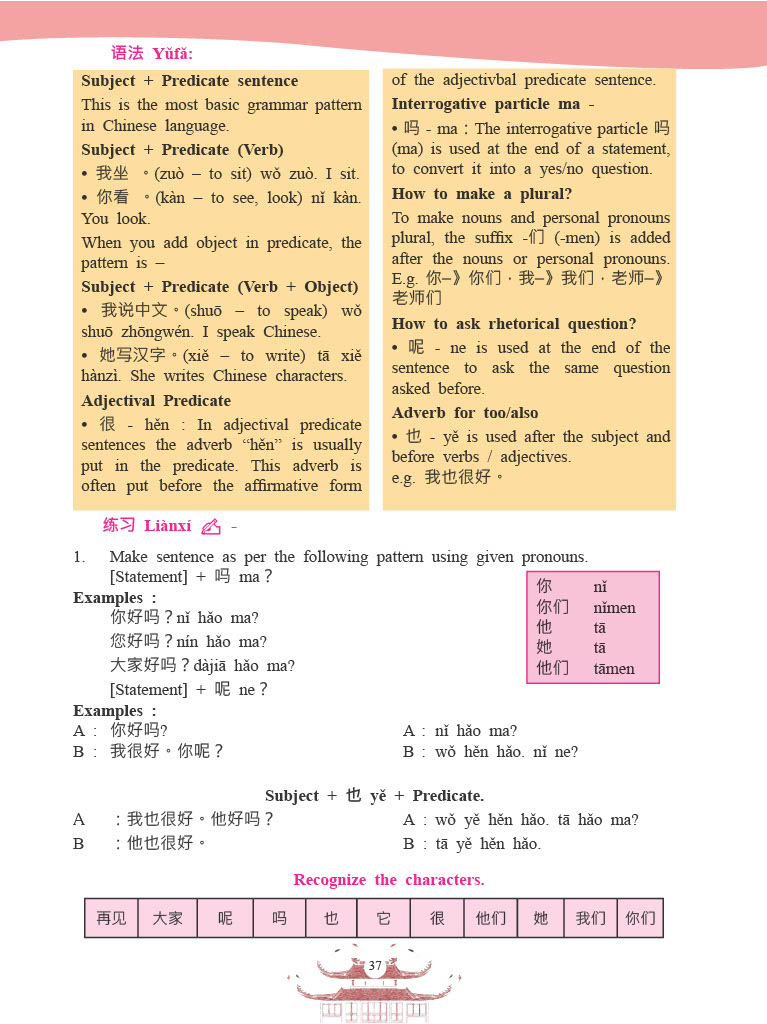 语法 Yǔfǎ:
Subject + Predicate sentence
This is the most basic grammar pattern
in Chinese language.
Subject + Predicate (Verb)
• 我坐 。(zuò – to sit) wǒ zuò. I sit.
• 你看 。(kàn – to see, look) nǐ kàn.
You look.
When you add object in predicate, the
pattern is –
Subject + Predicate (Verb + Object)
• 我说中文。(shuō – to speak) wǒ
shuō zhōngwén. I speak Chinese.
• 她写汉字。(xiě – to write) tā xiě
hànzì. She writes Chinese characters.
Adjectival Predicate
• 很 - hěn : In adjectival predicate
sentences the adverb “hěn” is usually
put in the predicate. This adverb is
often put before the affirmative form
of the adjectivbal predicate sentence.
Interrogative particle ma -
• 吗 - ma：The interrogative particle 吗
(ma) is used at the end of a statement,
to convert it into a yes/no question.
How to make a plural?
To make nouns and personal pronouns
plural, the suffix -们 (-men) is added
after the nouns or personal pronouns.
E.g. 你–》你们，我–》我们，老师–》
老师们
How to ask rhetorical question?
• 呢 - ne is used at the end of the
sentence to ask the same question
asked before.
Adverb for too/also
• 也 - yě is used after the subject and
before verbs / adjectives.
e.g. 我也很好。
练习 Liànxí -
1. Make sentence as per the following pattern using given pronouns.
[Statement] + 吗 ma？
Examples :
你好吗？nǐ hǎo ma?
您好吗？nín hǎo ma?
大家好吗？dàjiā hǎo ma?
[Statement] + 呢 ne？
你 nǐ
你们 nǐmen
他 tā
她 tā
他们 tāmen
Examples :
A : 你好吗? A : nǐ hǎo ma?
B : 我很好。你呢？ B : wǒ hěn hǎo. nǐ ne?
Subject + 也 yě + Predicate.
A ：我也很好。他好吗？ A : wǒ yě hěn hǎo. tā hǎo ma?
B ：他也很好。 B : tā yě hěn hǎo.
Recognize the characters.
再见 大家 呢 吗 也 它 很 他们 她 我们 你们
37